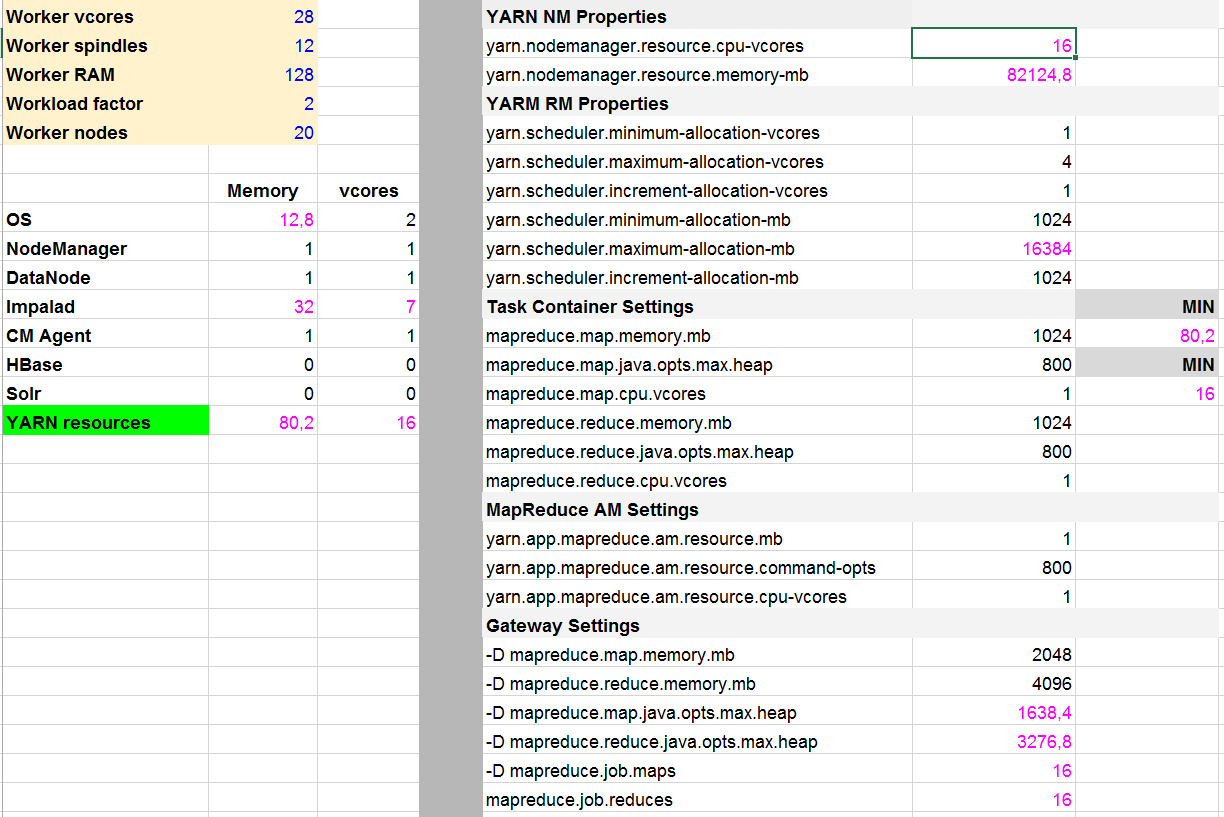 Worker vcores 28
Worker spindles 12
Worker RAM 128
Workload factor 2
Worker nodes 20
Memory vcores
OS 12,8 2
NodeManager 1 1
DataNode 1 1
Impalad 32 7
CM Agent 1 1
HBase 0 0
Solr 0 0
YARN resources 80,2 16
YARN NM Properties
yarn.nodemanager.resource.cpu-vcores 16
yarn.nodemanager.resource.memory-mb 82124,8
YARM RM Properties
yarn.scheduler.minimum-allocation-vcores 1
yarn.scheduler.maximum-allocation-vcores 4
yarn.scheduler.increment-allocation-vcores 1
yarn.scheduler.minimum-allocation-mb 1024
yarn.scheduler.maximum-allocation-mb 16384
yarn.scheduler.increment-allocation-mb 1024
Task Container Settings MIN
mapreduce.map.memory.mb 1024 80,2
mapreduce.map.java.opts.max.heap 800 MIN
mapreduce.map.cpu.vcores 1 16
mapreduce.reduce.memory.mb 1024
mapreduce.reduce.java.opts.max.heap 800
mapreduce.reduce.cpu.vcores 1
MapReduce AM Settings
yarn.app.mapreduce.am.resource.mb 1
yarn.app.mapreduce.am.resource.command-opts 800
yarn.app.mapreduce.am.resource.cpu-vcores 1
Gateway Settings
-D mapreduce.map.memory.mb 2048
-D mapreduce.reduce.memory.mb 4096
-D mapreduce.map.java.opts.max.heap 1638,4
-D mapreduce.reduce.java.opts.max.heap 3276,8
-D mapreduce.job.maps 16
mapreduce.job.reduces 16